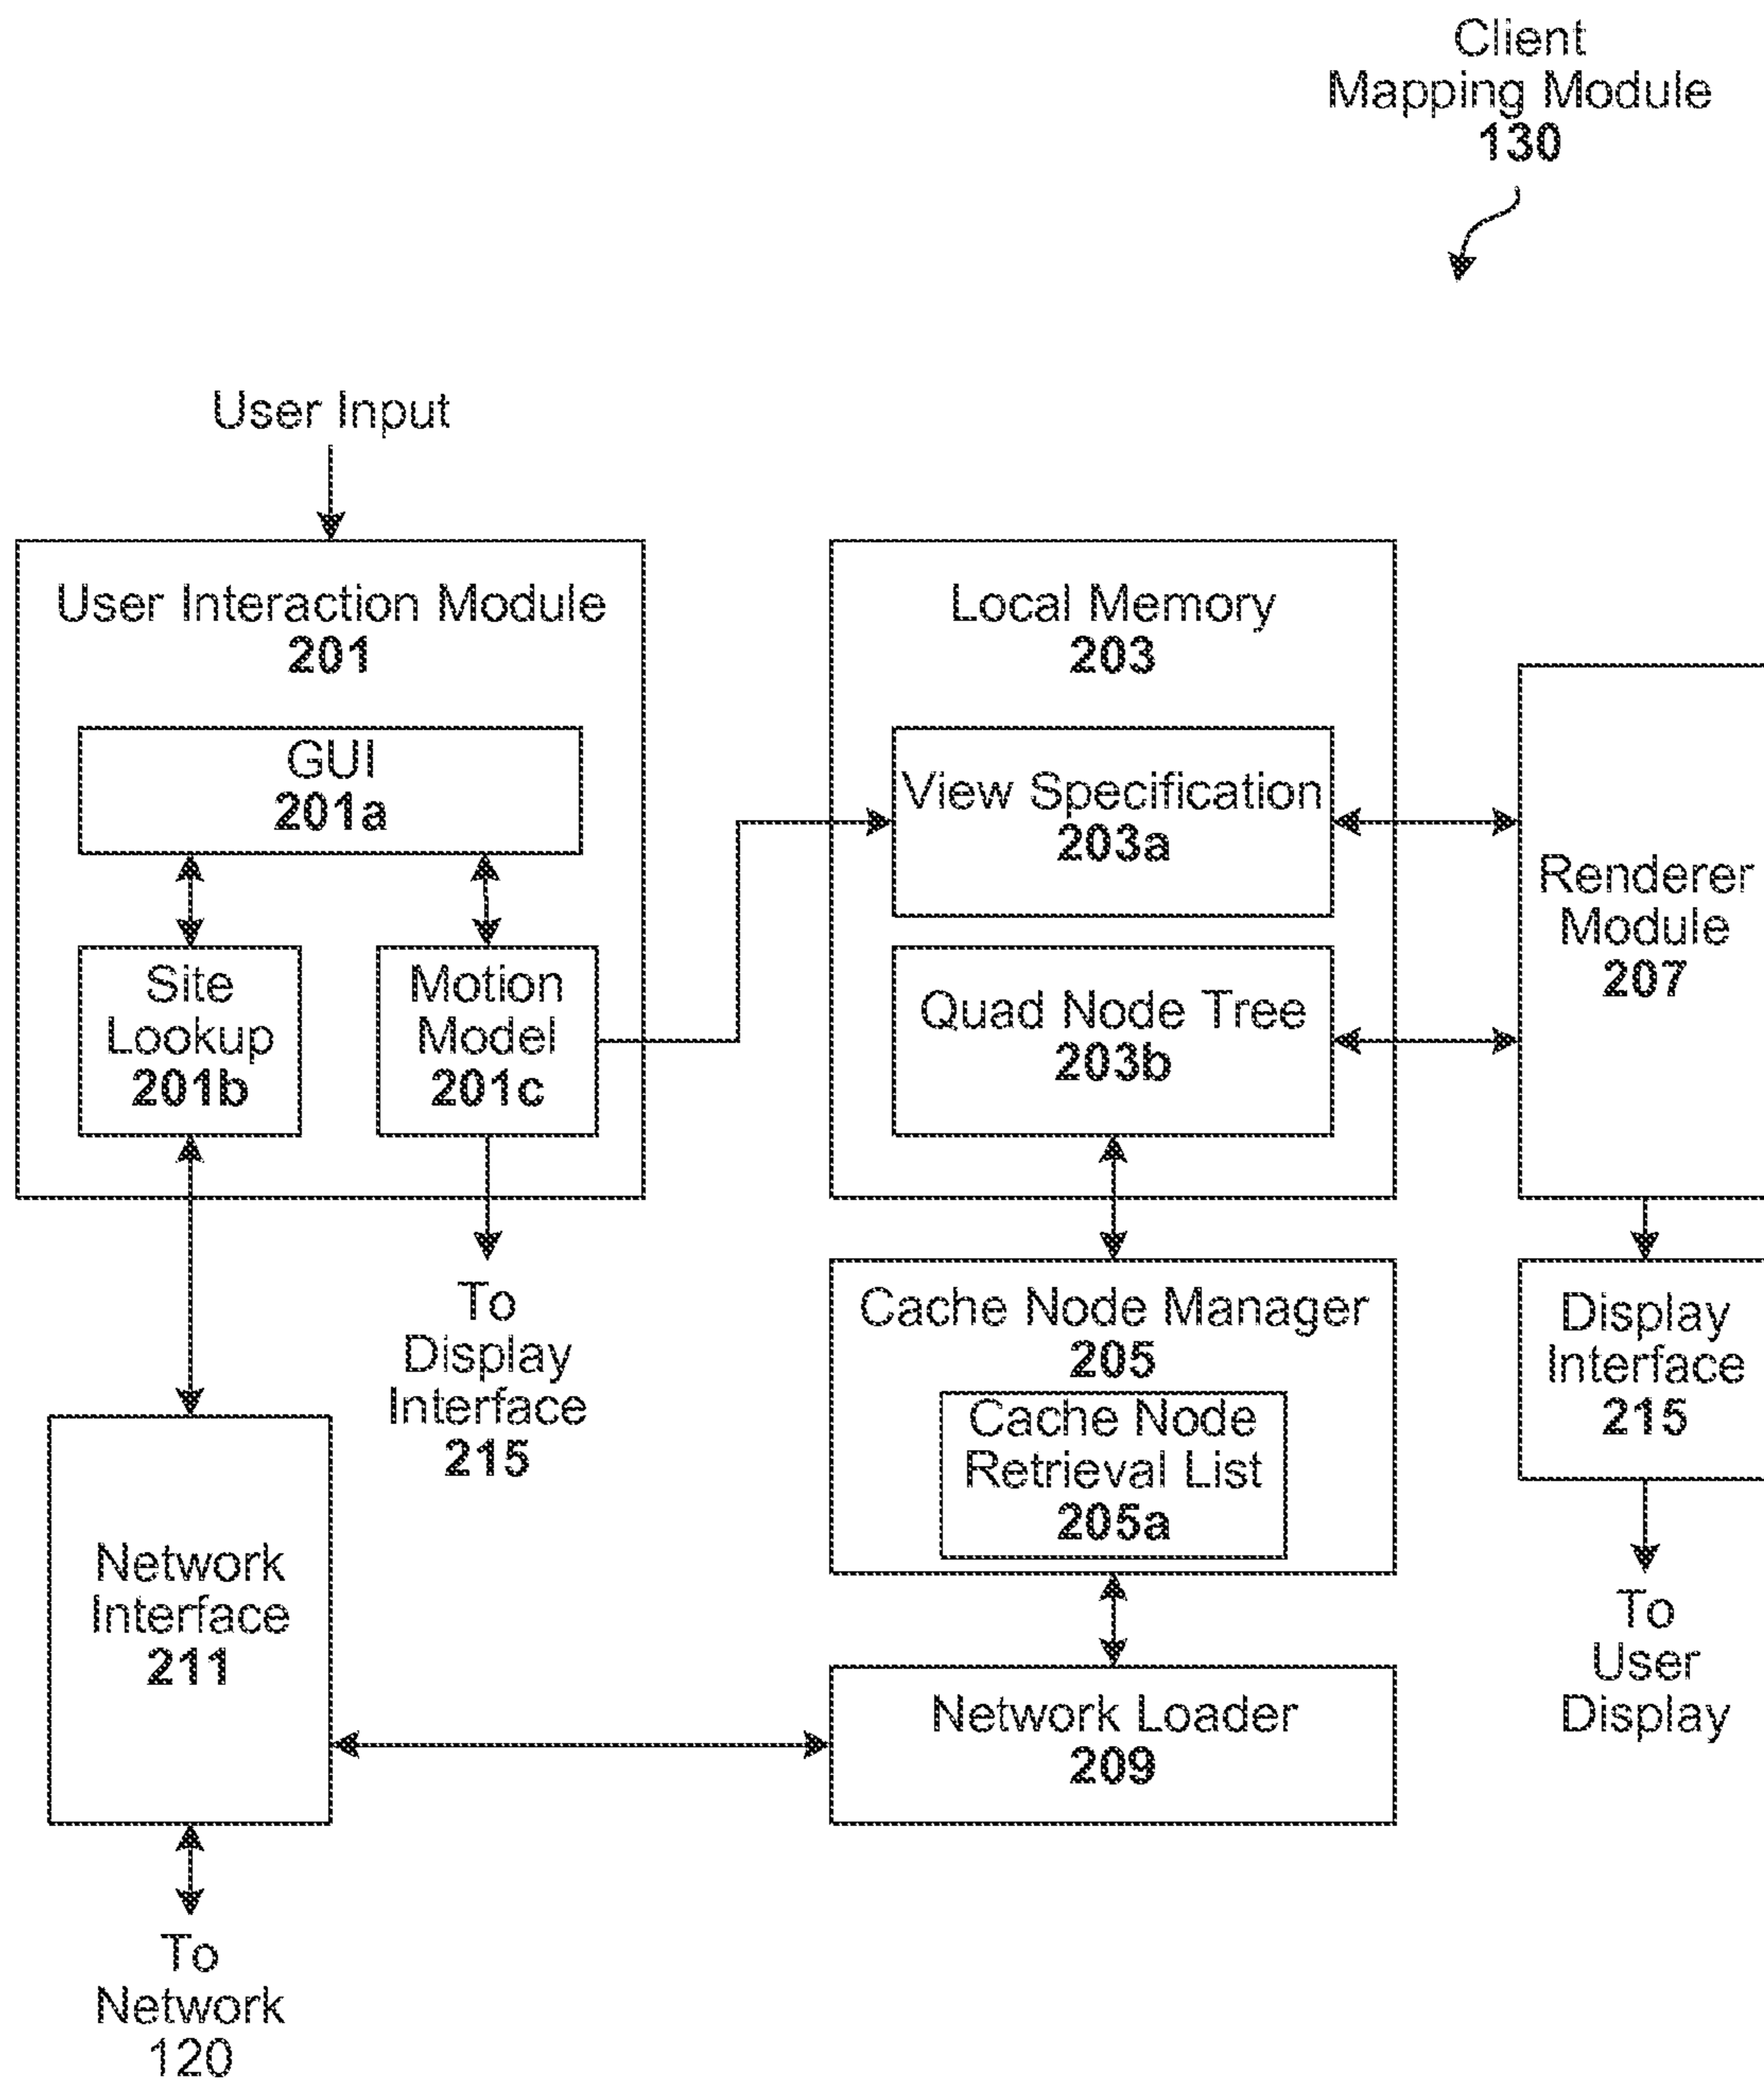 Client
Mapping Module
130
User Input
User Interaction Module
201
GUI
201a
Site
Lookup
201b
Motion
Model
201c
To
Display
Interface
215
Local Memory
203
View Specification
203a
Quad Node Tree
203b
Renderer
Module
207
Cache Node Manager
205
Cache Node
Retrieval List
205a
Display
Interface
215
To
User
Display
Network
Interface
211
Network Loader
209
To
Network
120